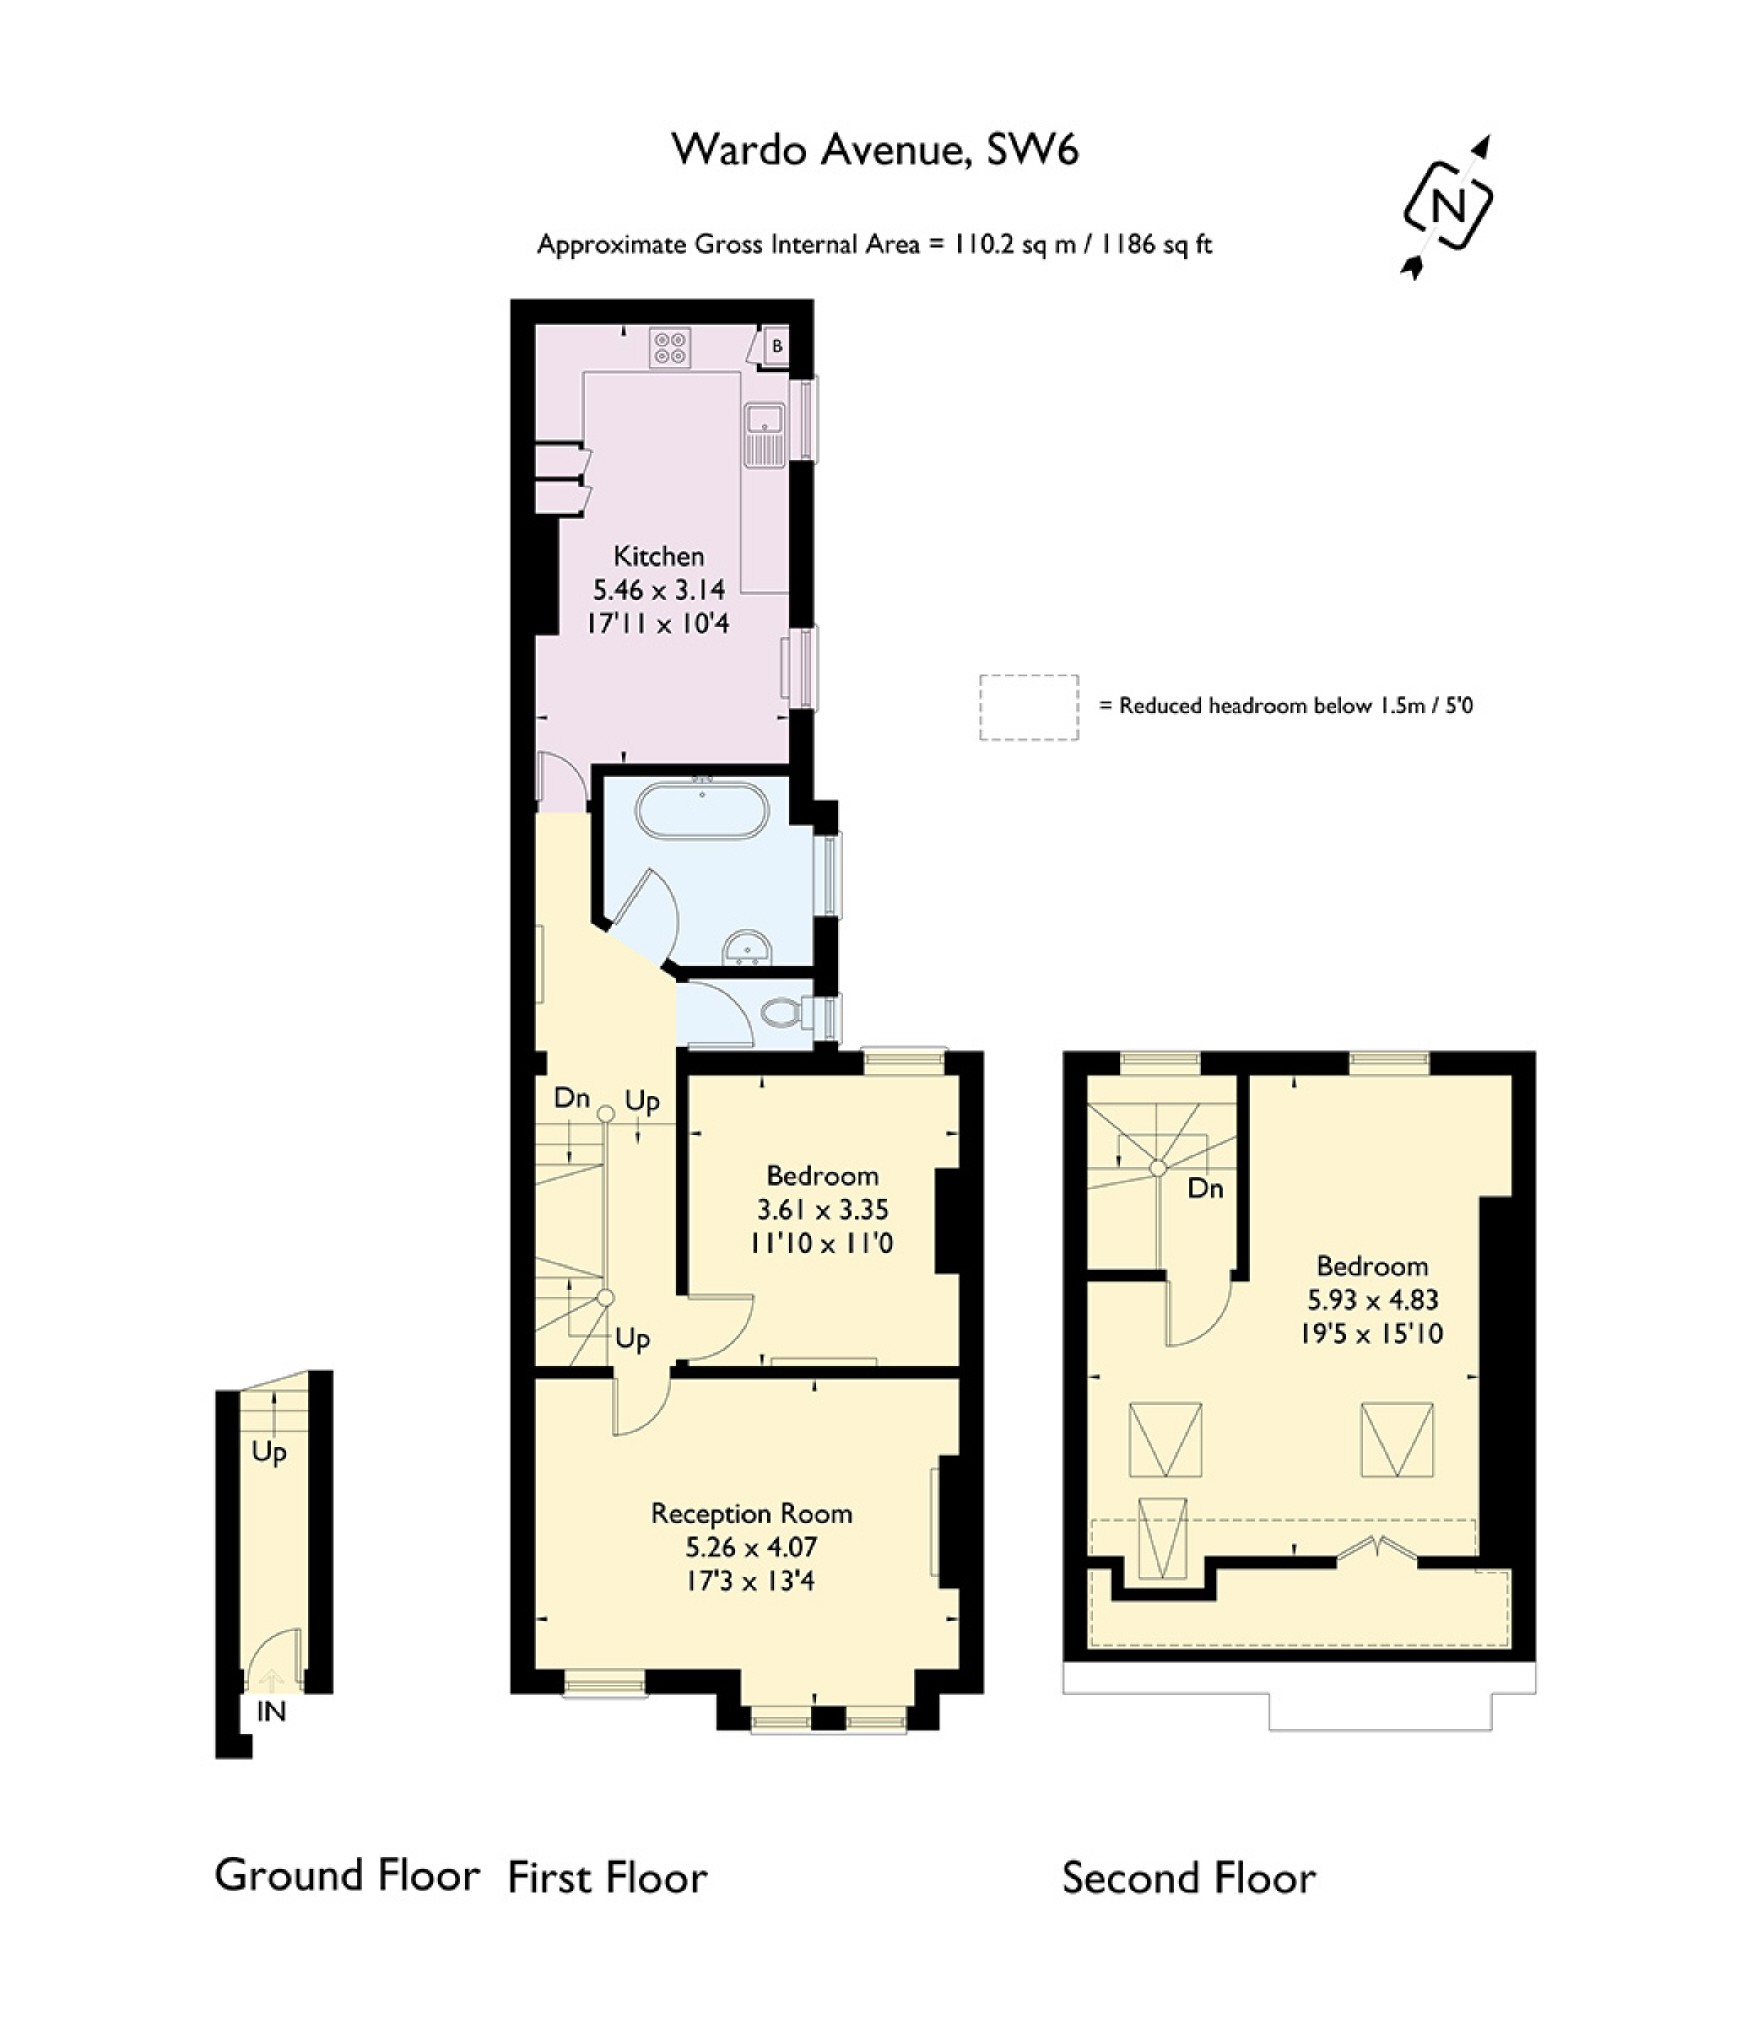 Wardo Avenue, SW6
N
Approximate Gross Internal Area = 110.2 sq m / 1186 sq ft
B
Kitchen
5.46 x 3.14
17'11 x 10'4
= Reduced headroom below 1.5m / 5'0
Dn
Up
Bedroom
3.61 x 3.35
11'10 x 11'0
Up
Reception Room
5.26 x 4.07
17'3 x 13'4
Dn
Bedroom
5.93 x 4.83
19'5 x 15'10
Up
IN
Ground Floor
First Floor
Second Floor